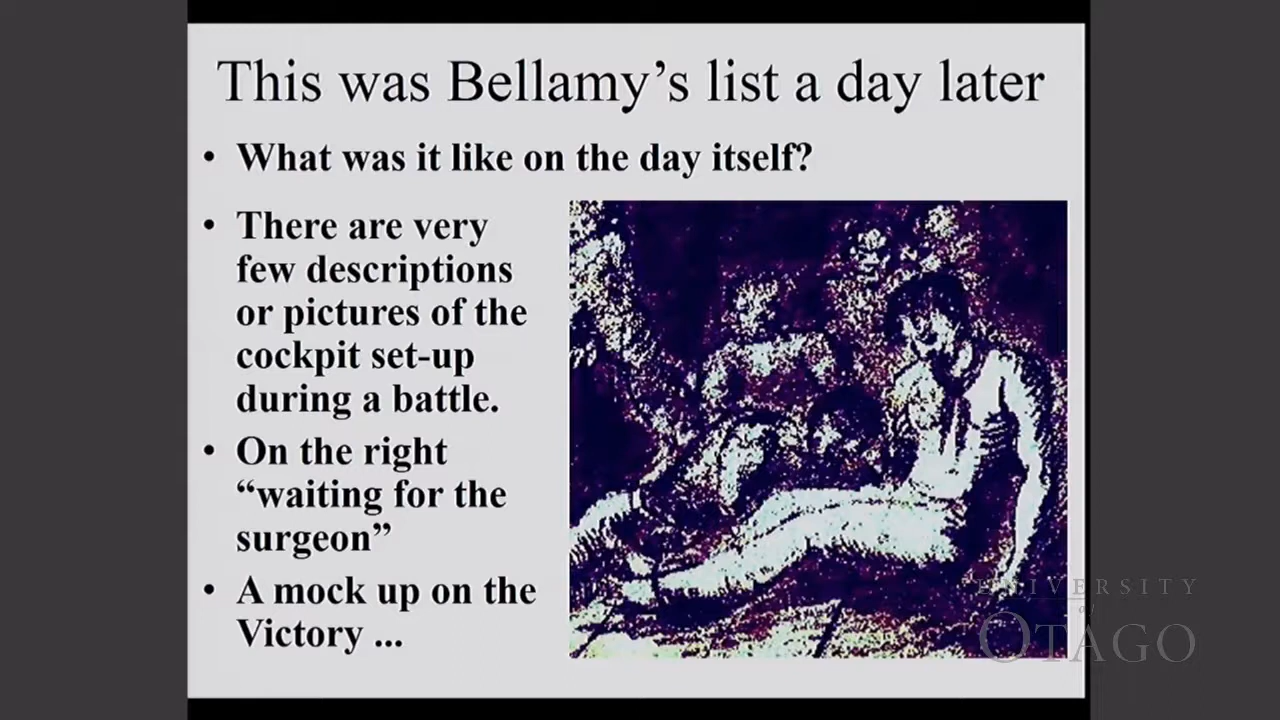 This was Bellamy's list a day later
• What was it like on the day itself?
• There are very
few descriptions
or pictures of the
cockpit set-up
during a battle.
• On the right
“waiting for the
surgeon”
• A mock up on the
Victory ...
UNIVERSITY
of
OTAGO